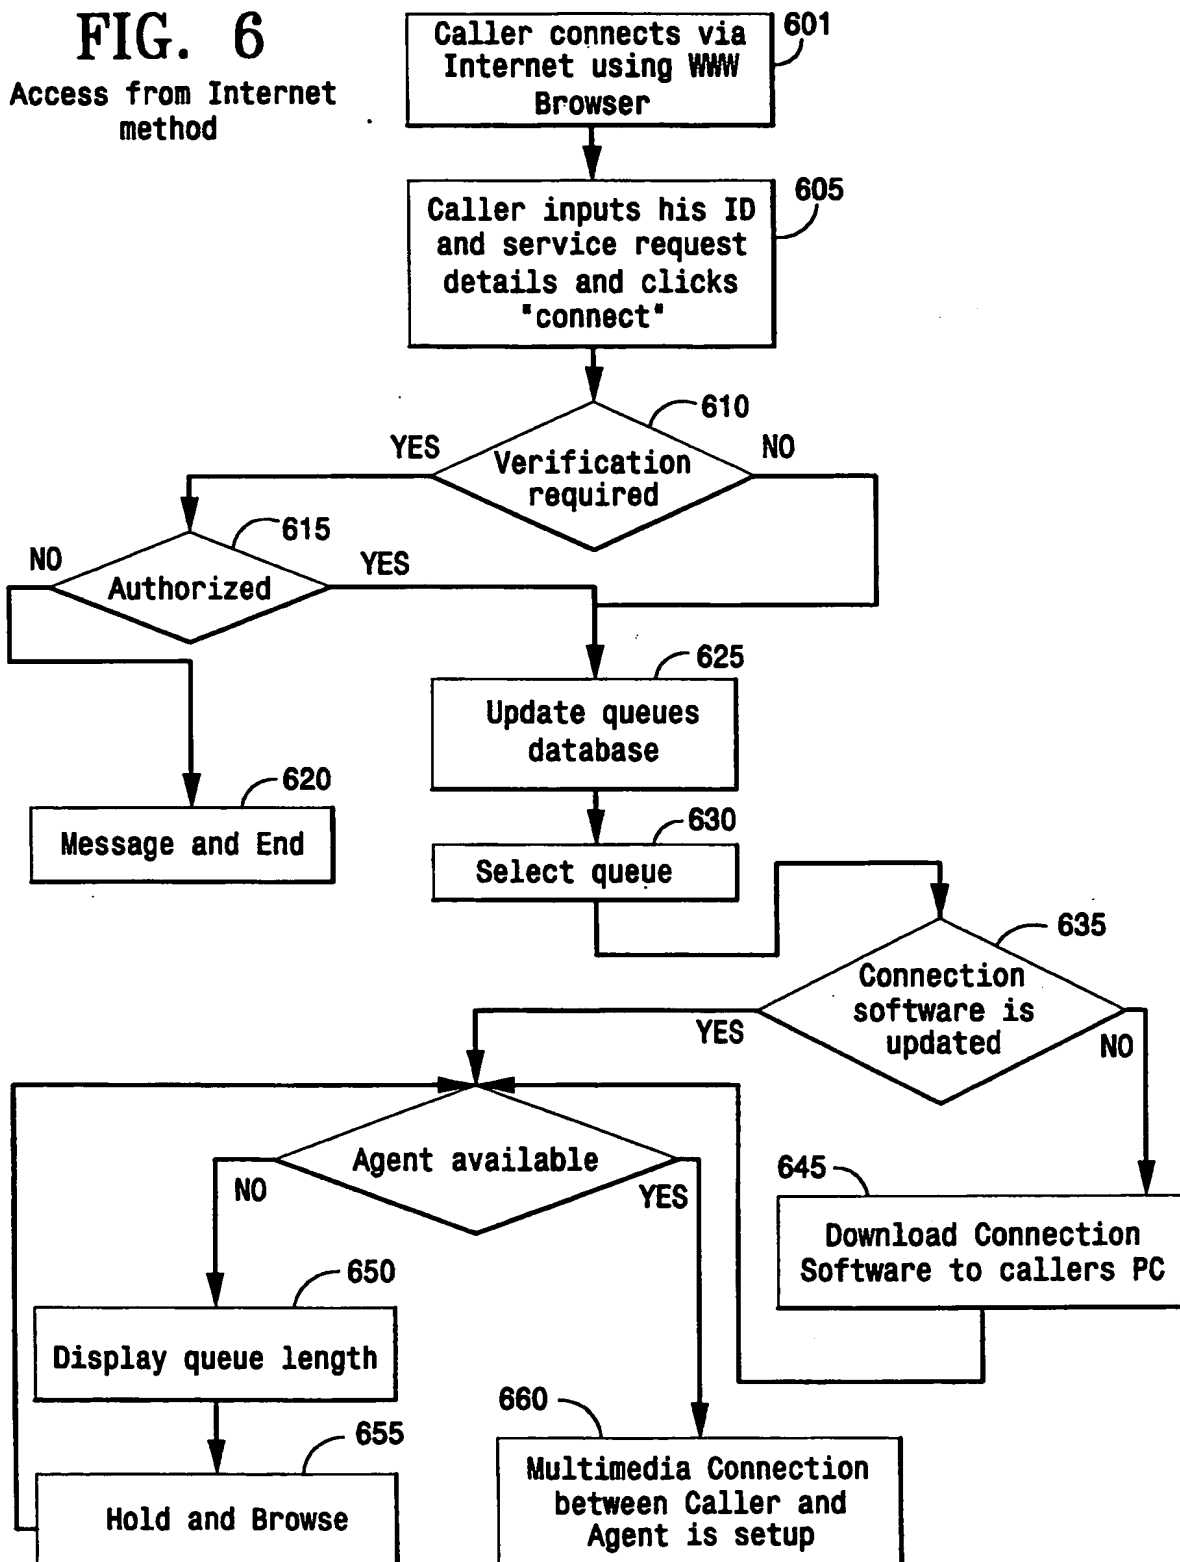 FIG. 6
Access from Internet
method
Caller connects via
Internet using WWW
Browser
601
Caller inputs his ID
and service request
details and clicks
"connect"
605
610
YES
NO
Verification
required
615
NO
YES
Authorized
625
Update queues
database
620
Message and End
630
Select queue
635
Connection
software is
updated
YES
NO
Agent available
NO
YES
645
Download Connection
Software to callers PC
650
Display queue length
655
Hold and Browse
660
Multimedia Connection
between Caller and
Agent is setup